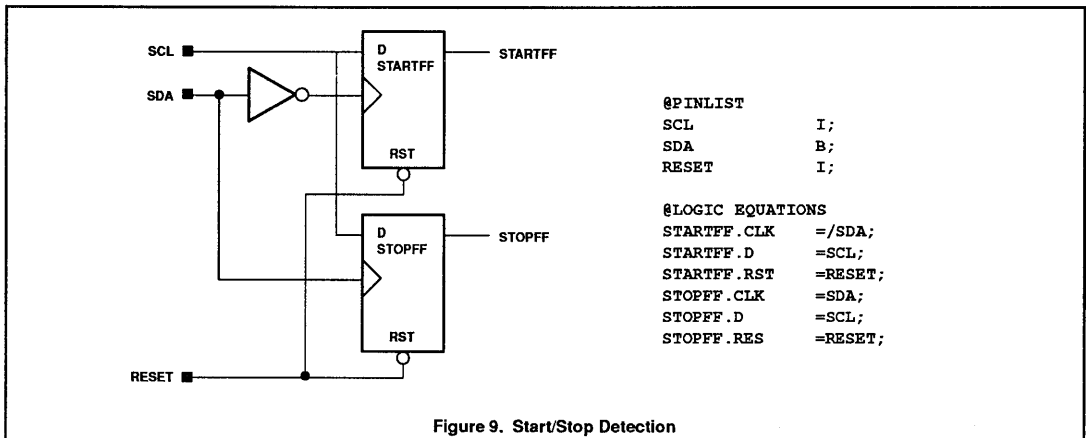 SCL
D
STARTFF
STARTFF
SDA
RST
D
STOPFF
STOPFF
RST
RESET
@PINLIST
SCL I;
SDA B;
RESET I;
@LOGIC EQUATIONS
STARTFF.CLK =/SDA;
STARTFF.D =SCL;
STARTFF.RST =RESET;
STOPFF.CLK =SDA;
STOPFF.D =SCL;
STOPFF.RES =RESET;
Figure 9. Start/Stop Detection